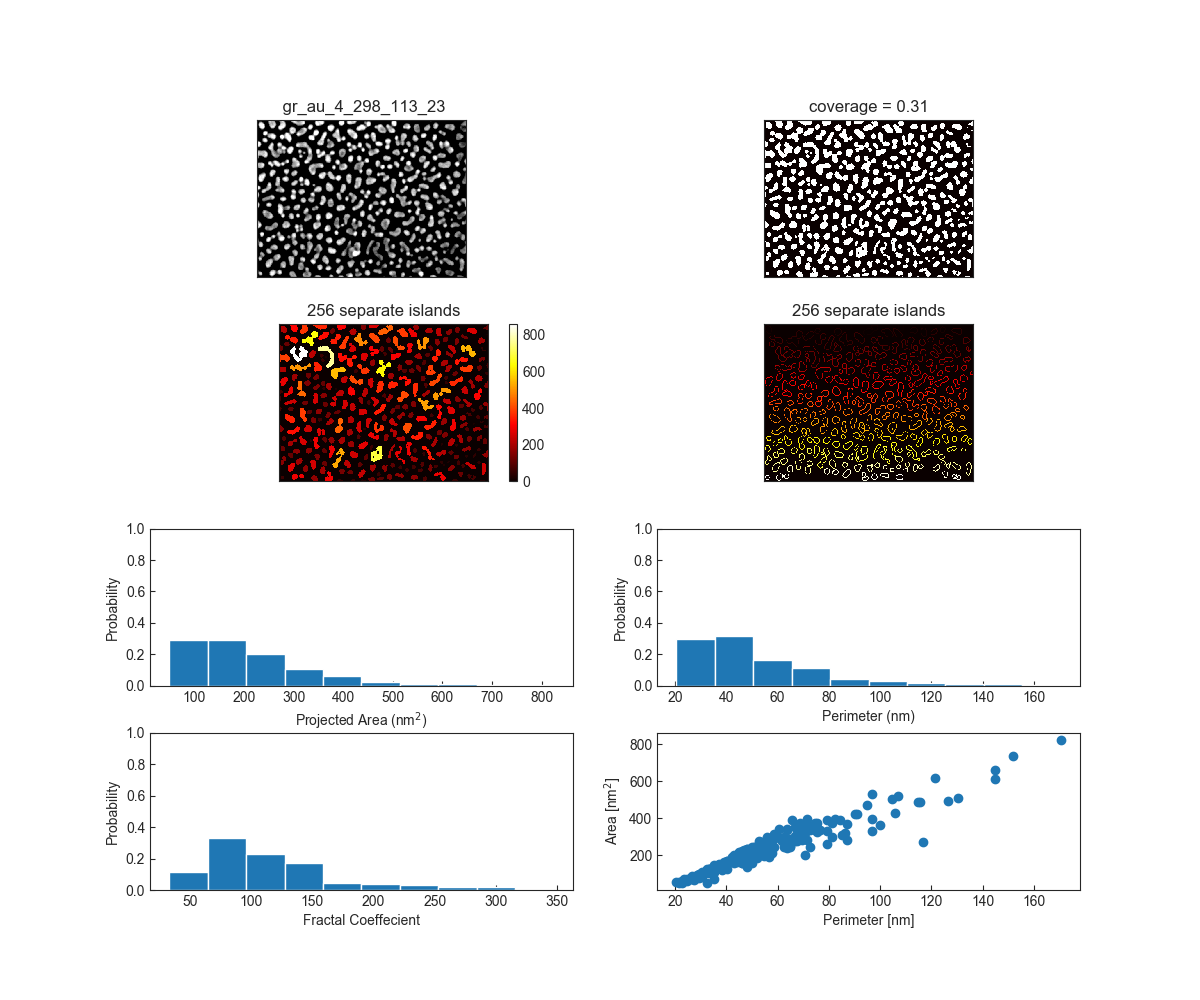 gr_au_4_298_113_23
coverage = 0.31
256 separate islands
256 separate islands
800
600
400
200
0
1.0
0.8
0.6
0.4
0.2
0.0
Probability
100 200 300 400 500 600 700 800
Projected Area (nm²)
1.0
0.8
0.6
0.4
0.2
0.0
Probability
20 40 60 80 100 120 140 160
Perimeter (nm)
1.0
0.8
0.6
0.4
0.2
0.0
Probability
50 100 150 200 250 300 350
Fractal Coeffecient
800
600
400
200
Area [nm²]
20 40 60 80 100 120 140 160
Perimeter [nm]